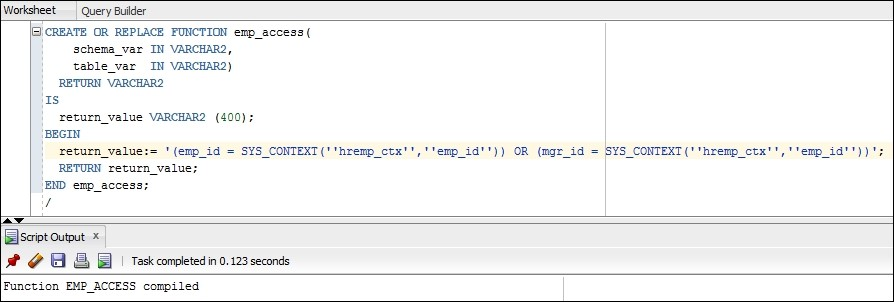 Worksheet Query Builder
CREATE OR REPLACE FUNCTION emp_access(
schema_var IN VARCHAR2,
table_var IN VARCHAR2)
RETURN VARCHAR2
IS
return_value VARCHAR2 (400);
BEGIN
return_value:= '(emp_id = SYS_CONTEXT(''hremp_ctx'',''emp_id'')) OR (mgr_id = SYS_CONTEXT(''hremp_ctx'',''emp_id''))';
RETURN return_value;
END emp_access;
/
Script Output x
Task completed in 0.123 seconds
Function EMP_ACCESS compiled